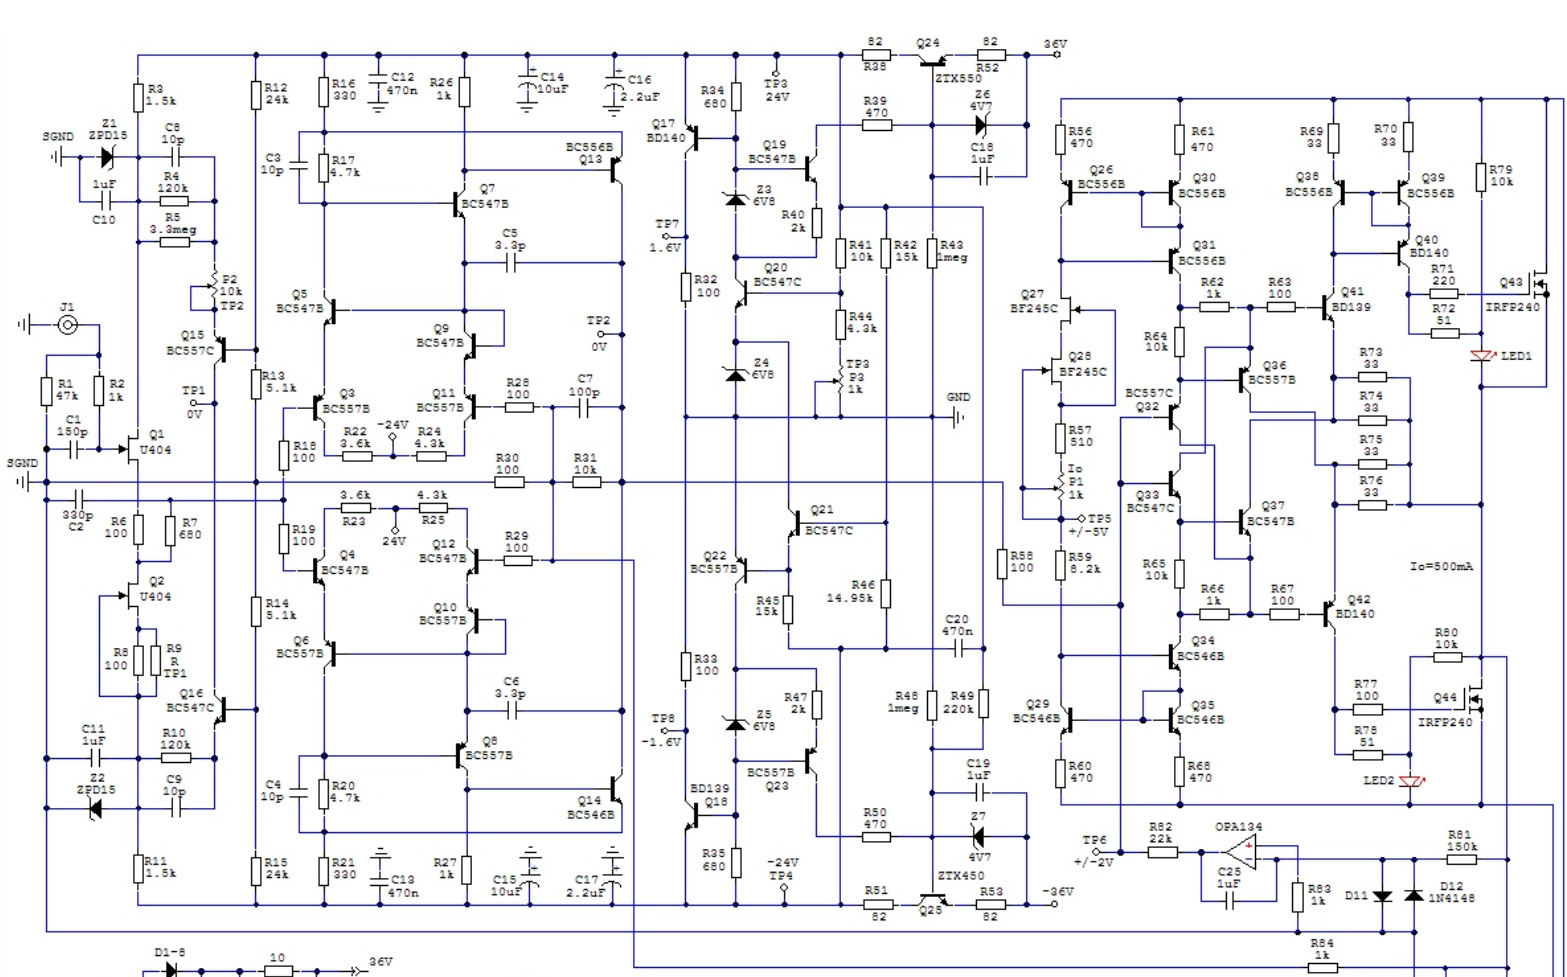 82
R38
Q24
ZTX550
82
R52
36V
R3
1.5k
R12
24k
R16
330
C12
470n
R26
1k
C14
10uF
C16
2.2uF
R34
680
TP3
24V
R39
470
Z6
4V7
C18
1uF
SGND
Z1
ZPD15
C8
10p
1uF
C10
R4
120k
R5
3.3meg
P2
10k
TP2
C3
10p
R17
4.7k
BC556B
Q13
Q7
BC547B
C5
3.3p
Q17
BD140
Q19
BC547B
Z3
6V8
R40
2k
TP7
1.6V
R32
100
Q20
BC547C
R41
10k
R42
15k
R43
1meg
R44
4.3k
TP3
P3
1k
Z4
6V8
GND
R56
470
R61
470
R69
33
R70
33
R79
10k
Q26
BC556B
Q30
BC556B
Q38
BC556B
Q39
BC556B
Q31
BC556B
Q40
BD140
R71
220
Q43
IRFP240
R72
51
LED1
Q27
BF245C
R62
1k
R63
100
Q41
BD139
R64
10k
Q28
BF245C
BC557C
Q32
Q36
BC557B
R73
33
R74
33
R75
33
R76
33
R57
510
Io
P1
1k
TP5
+/-5V
Q33
BC547C
Q37
BC547B
R59
8.2k
R58
100
R65
10k
R66
1k
R67
100
Q42
BD140
Io=500mA
J1
R1
47k
R2
1k
C1
150p
Q15
BC557C
TP1
0V
R13
5.1k
Q1
U404
Q5
BC547B
Q9
BC547B
TP2
0V
Q3
BC557B
Q11
BC557B
R28
100
C7
100p
R18
100
R22
3.6k
-24V
R24
4.3k
R30
100
R31
10k
SGND
330p
C2
R6
100
R7
680
3.6k
R23
4.3k
R25
24V
R19
100
Q4
BC547B
Q12
BC547B
R29
100
Q2
U404
R14
5.1k
Q10
BC557B
Q6
BC557B
R8
100
R9
R
TP1
Q16
BC547C
C6
3.3p
C11
1uF
R10
120k
Z2
ZPD15
C9
10p
C4
10p
R20
4.7k
Q8
BC557B
Q14
BC546B
R11
1.5k
R15
24k
R21
330
C13
470n
R27
1k
C15
10uF
C17
2.2uF
Q21
BC547C
Q22
BC557B
R45
15k
R46
14.95k
C20
470n
R33
100
R47
2k
R48
1meg
R49
220k
TP8
-1.6V
Z5
6V8
BC557B
Q23
BD139
Q18
R35
680
-24V
TP4
R50
470
C19
1uF
Z7
4V7
ZTX450
R51
82
Q25
R53
82
-36V
Q34
BC546B
Q29
BC546B
Q35
BC546B
R60
470
R68
470
R80
10k
R77
100
Q44
IRFP240
R78
51
LED2
TP6
+/-2V
R82
22k
OPA134
C25
1uF
R83
1k
D11
D12
1N4148
R81
150k
R84
1k
D1-8
10
36V